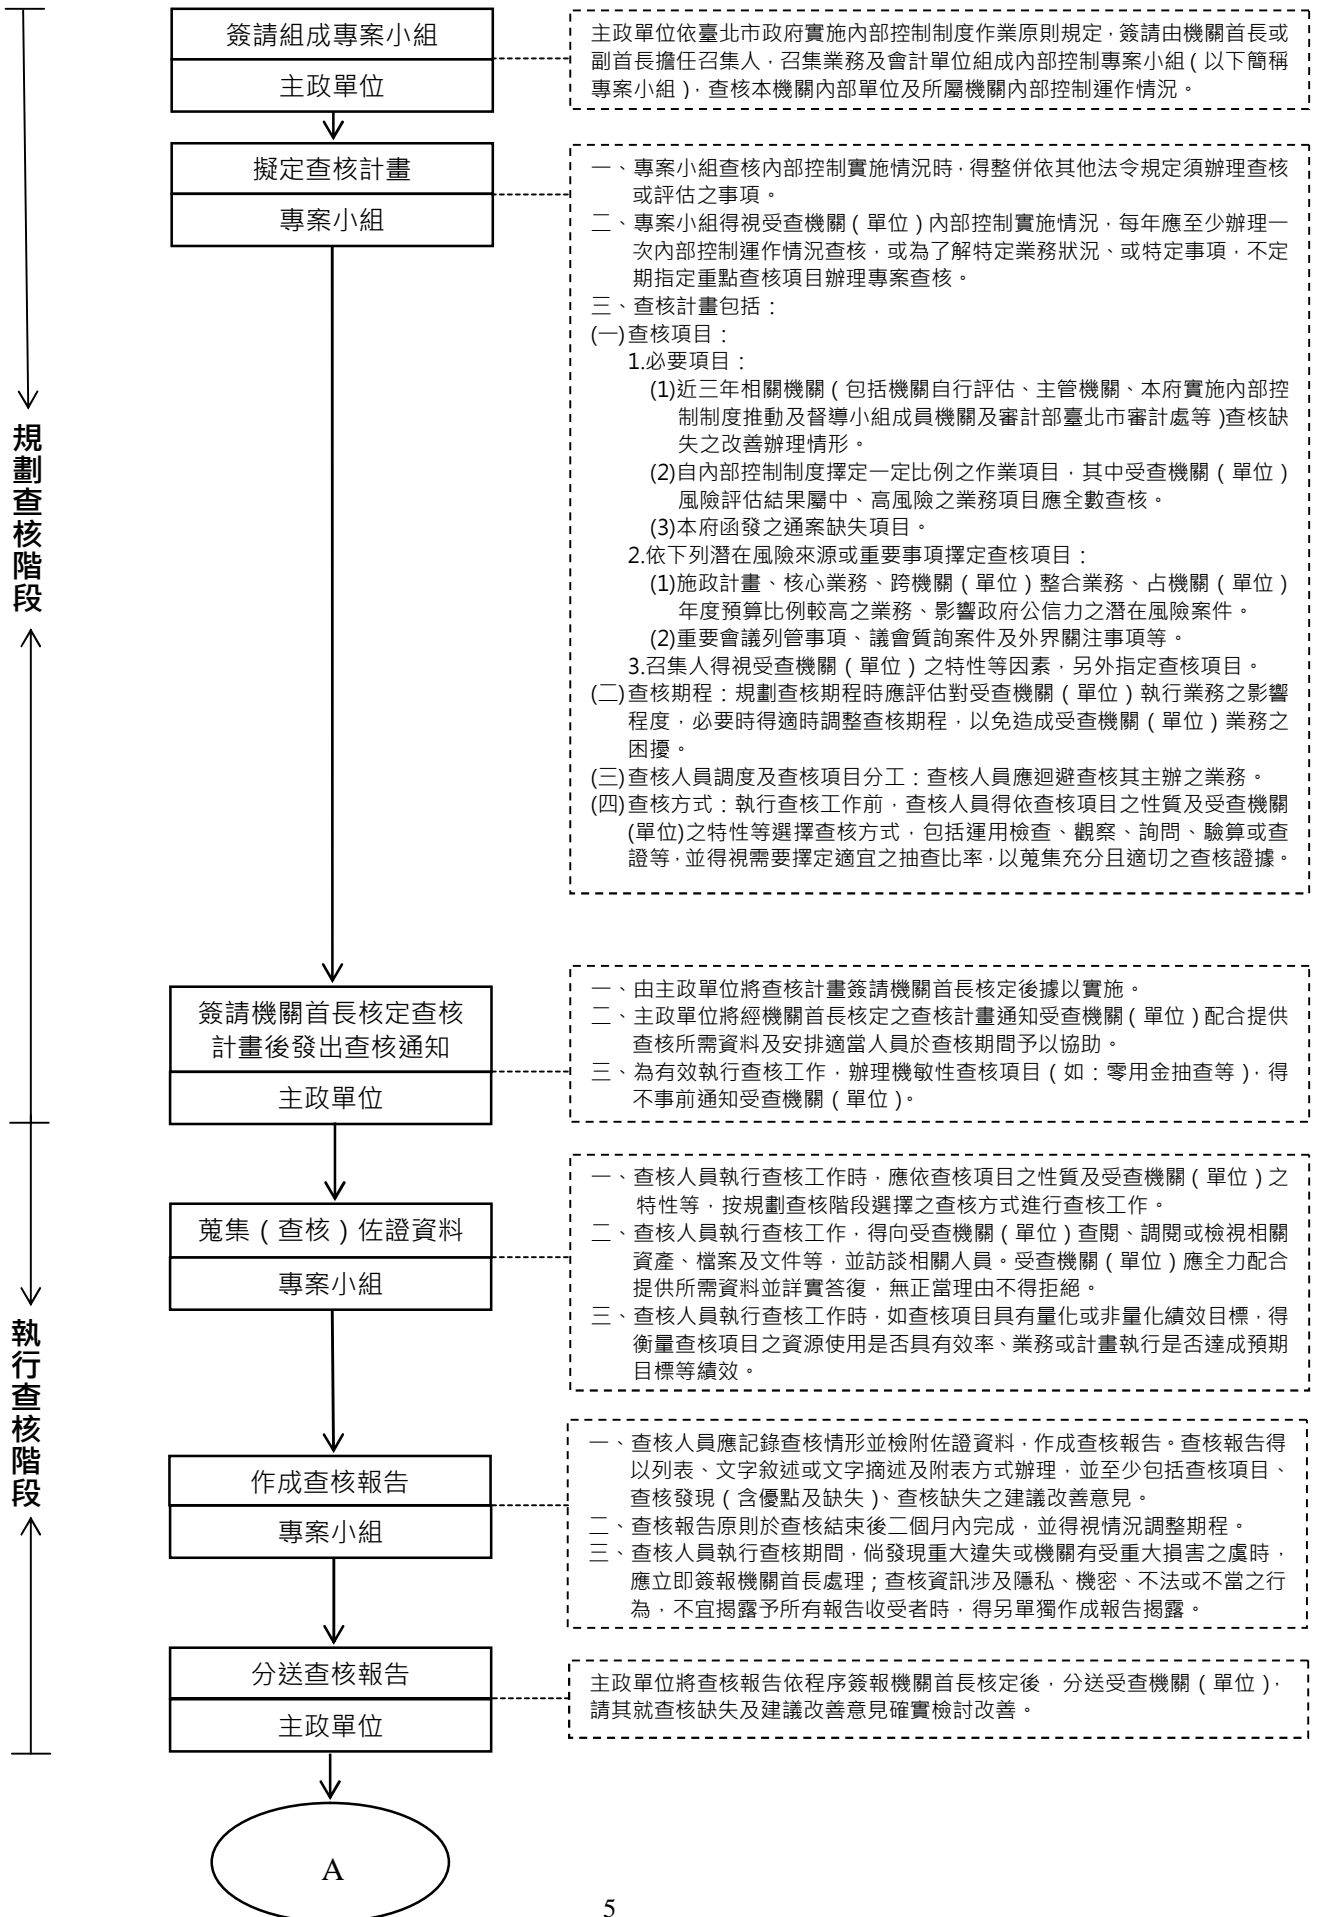 簽請組成專案小組
主政單位
主政單位依臺北市政府實施內部控制制度作業原則規定，簽請由機關首長或
副首長擔任召集人，召集業務及會計單位組成內部控制專案小組（以下簡稱
專案小組），查核本機關內部單位及所屬機關內部控制運作情況。
擬定查核計畫
專案小組
一、專案小組查核內部控制實施情況時，得整併依其他法令規定須辦理查核
或評估之事項。
二、專案小組得視受查機關（單位）內部控制實施情況，每年應至少辦理一
次內部控制運作情況查核，或為了解特定業務狀況、或特定事項，不定
期指定重點查核項目辦理專案查核。
三、查核計畫包括：
(一)查核項目：
1.必要項目：
(1)近三年相關機關（包括機關自行評估、主管機關、本府實施內部控
制制度推動及督導小組成員機關及審計部臺北市審計處等）查核缺
失之改善辦理情形。
(2)自內部控制制度擇定一定比例之作業項目，其中受查機關（單位）
風險評估結果屬中、高風險之業務項目應全數查核。
(3)本府函發之通案缺失項目。
2.依下列潛在風險來源或重要事項擇定查核項目：
(1)施政計畫、核心業務、跨機關（單位）整合業務、占機關（單位）
年度預算比例較高之業務、影響政府公信力之潛在風險案件。
(2)重要會議列管事項、議會質詢案件及外界關注事項等。
3.召集人得視受查機關（單位）之特性等因素，另外指定查核項目。
(二)查核期程：規劃查核期程時應評估對受查機關（單位）執行業務之影響
程度，必要時得適時調整查核期程，以免造成受查機關（單位）業務之
困擾。
(三)查核人員調度及查核項目分工：查核人員應迴避查核其主辦之業務。
(四)查核方式：執行查核工作前，查核人員得依查核項目之性質及受查機關
(單位)之特性等選擇查核方式，包括運用檢查、觀察、詢問、驗算或查
證等，並得視需要擇定適宜之抽查比率，以蒐集充分且適切之查核證據。
規劃查核階段
簽請機關首長核定查核
計畫後發出查核通知
主政單位
一、由主政單位將查核計畫簽請機關首長核定後據以實施。
二、主政單位將經機關首長核定之查核計畫通知受查機關（單位）配合提供
查核所需資料及安排適當人員於查核期間予以協助。
三、為有效執行查核工作，辦理機敏性查核項目（如：零用金抽查等），得
不事前通知受查機關（單位）。
蒐集（查核）佐證資料
專案小組
一、查核人員執行查核工作時，應依查核項目之性質及受查機關（單位）之
特性等，按規劃查核階段選擇之查核方式進行查核工作。
二、查核人員執行查核工作，得向受查機關（單位）查閱、調閱或檢視相關
資產、檔案及文件等，並訪談相關人員。受查機關（單位）應全力配合
提供所需資料並詳實答復，無正當理由不得拒絕。
三、查核人員執行查核工作時，如查核項目具有量化或非量化績效目標，得
衡量查核項目之資源使用是否具有效率、業務或計畫執行是否達成預期
目標等績效。
執行查核階段
作成查核報告
專案小組
一、查核人員應記錄查核情形並檢附佐證資料，作成查核報告。查核報告得
以列表、文字敘述或文字摘述及附表方式辦理，並至少包括查核項目、
查核發現（含優點及缺失）、查核缺失之建議改善意見。
二、查核報告原則於查核結束後二個月內完成，並得視情況調整期程。
三、查核人員執行查核期間，倘發現重大違失或機關有受重大損害之虞時，
應立即簽報機關首長處理；查核資訊涉及隱私、機密、不法或不當之行
為，不宜揭露予所有報告收受者時，得另單獨作成報告揭露。
分送查核報告
主政單位
主政單位將查核報告依程序簽報機關首長核定後，分送受查機關（單位），
請其就查核缺失及建議改善意見確實檢討改善。
A
5